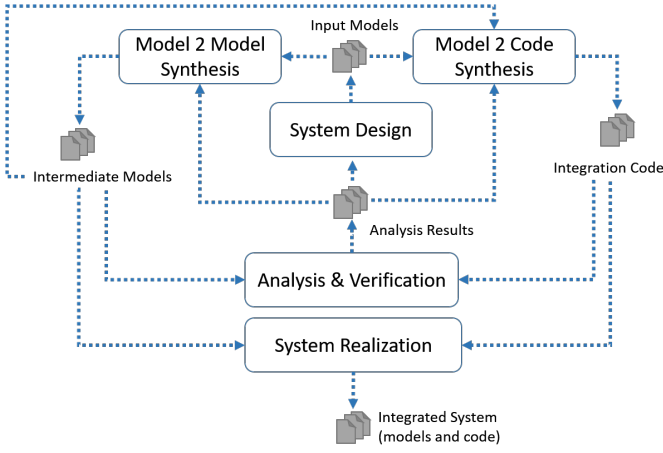 Input Models
Model 2 Model
Synthesis
Model 2 Code
Synthesis
System Design
Intermediate Models
Integration Code
Analysis Results
Analysis & Verification
System Realization
Integrated System
(models and code)